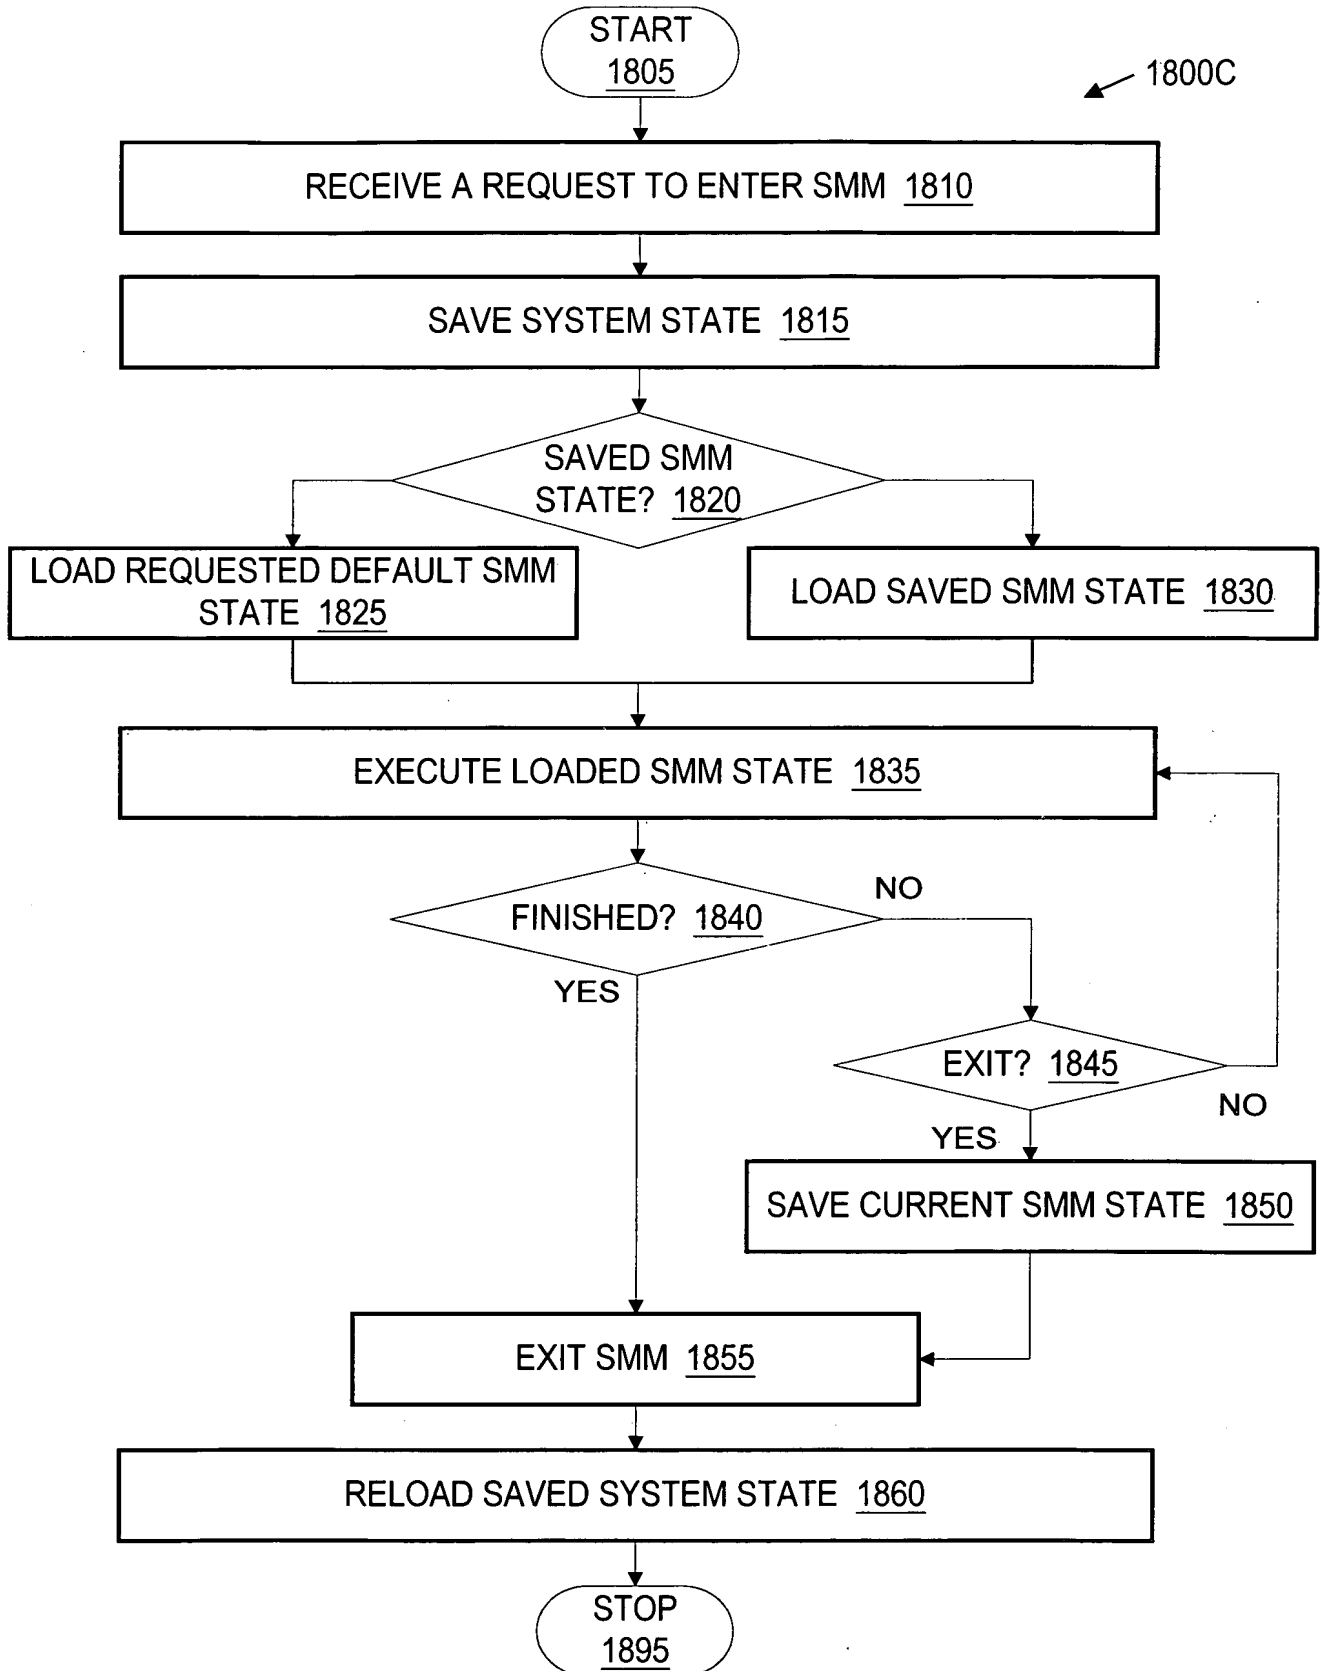 START
1805
1800C
RECEIVE A REQUEST TO ENTER SMM 1810
SAVE SYSTEM STATE 1815
SAVED SMM
STATE? 1820
LOAD REQUESTED DEFAULT SMM
STATE 1825
LOAD SAVED SMM STATE 1830
EXECUTE LOADED SMM STATE 1835
NO
FINISHED? 1840
YES
EXIT? 1845
NO
YES
SAVE CURRENT SMM STATE 1850
EXIT SMM 1855
RELOAD SAVED SYSTEM STATE 1860
STOP
1895